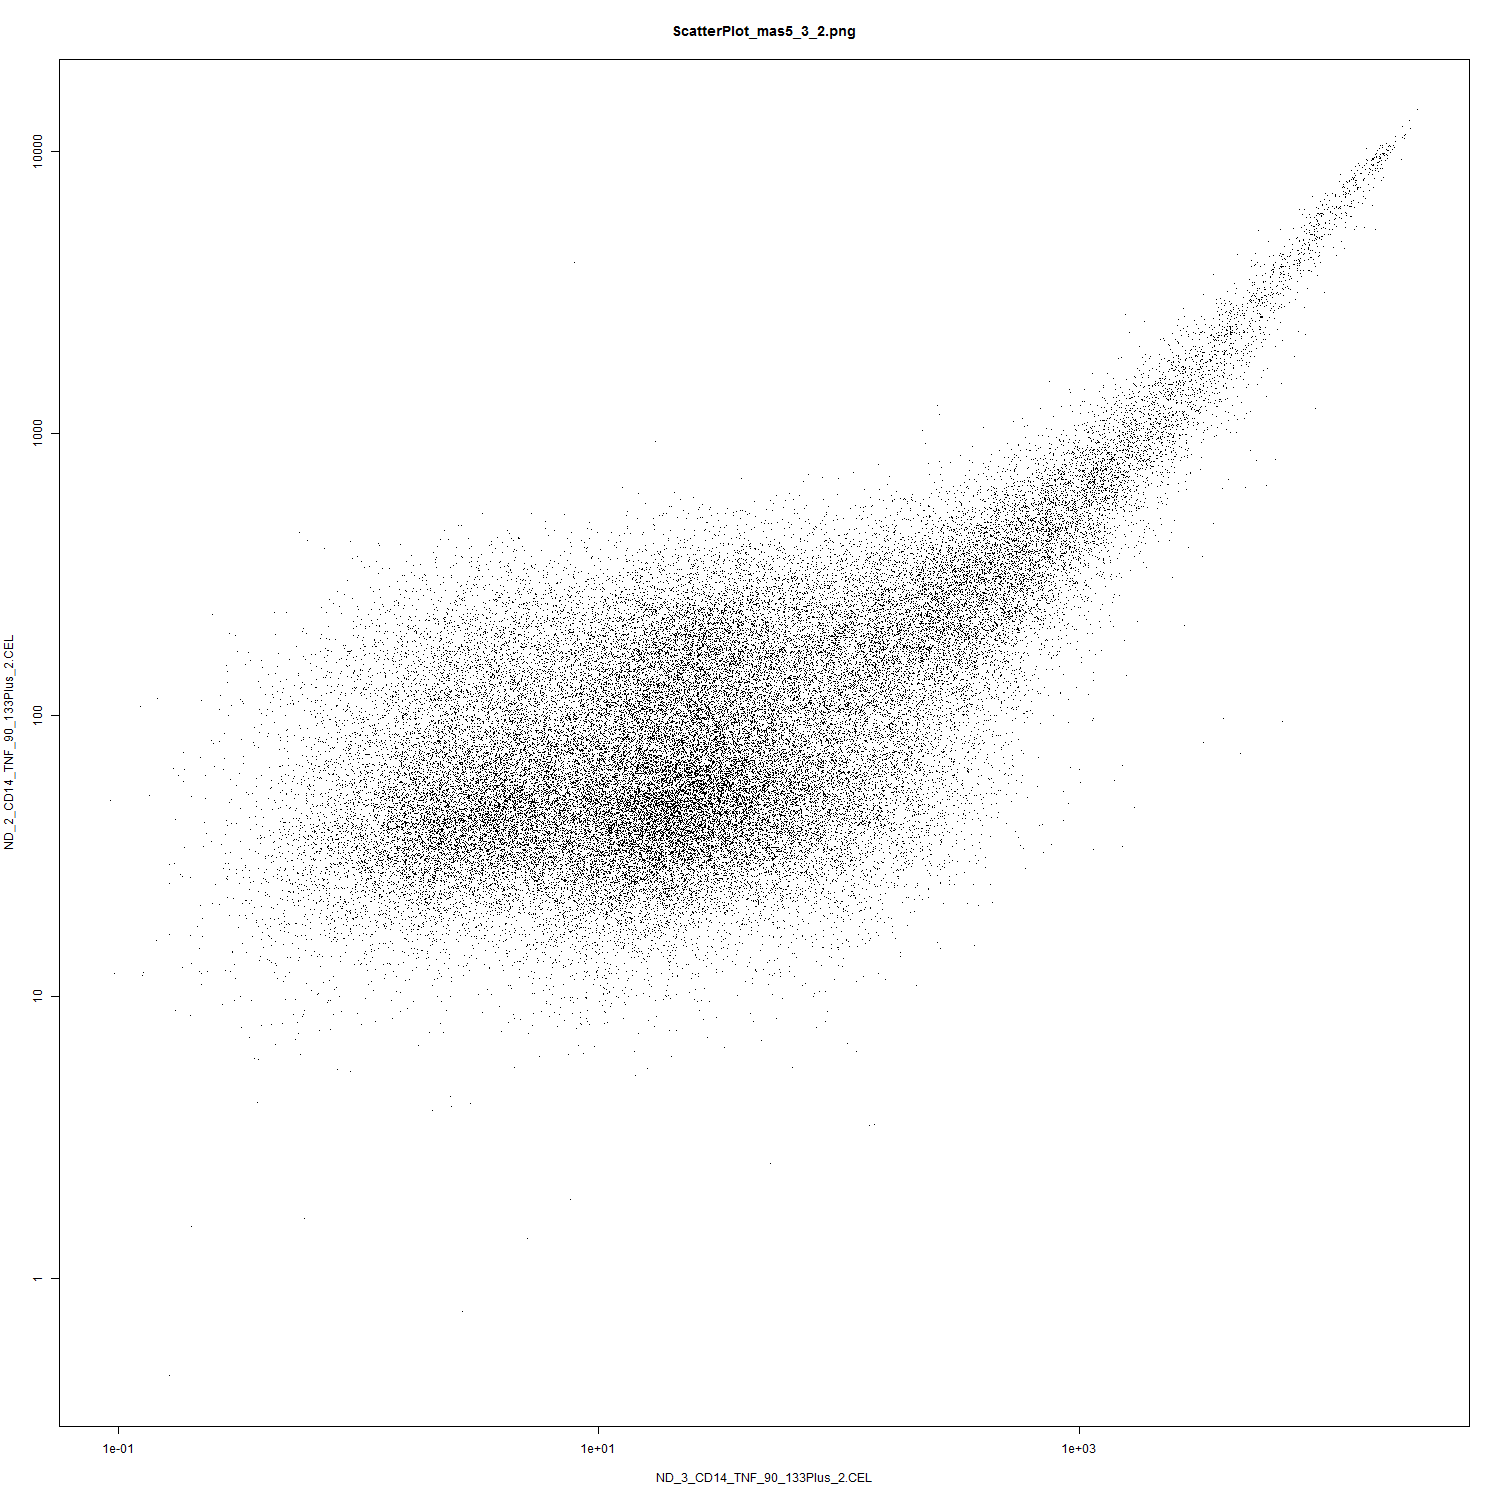 ScatterPlot_mas5_3_2.png
10000
1000
100
10
1
ND_2_CD14_TNF_90_133Plus_2.CEL
1e-01
1e+01
1e+03
ND_3_CD14_TNF_90_133Plus_2.CEL